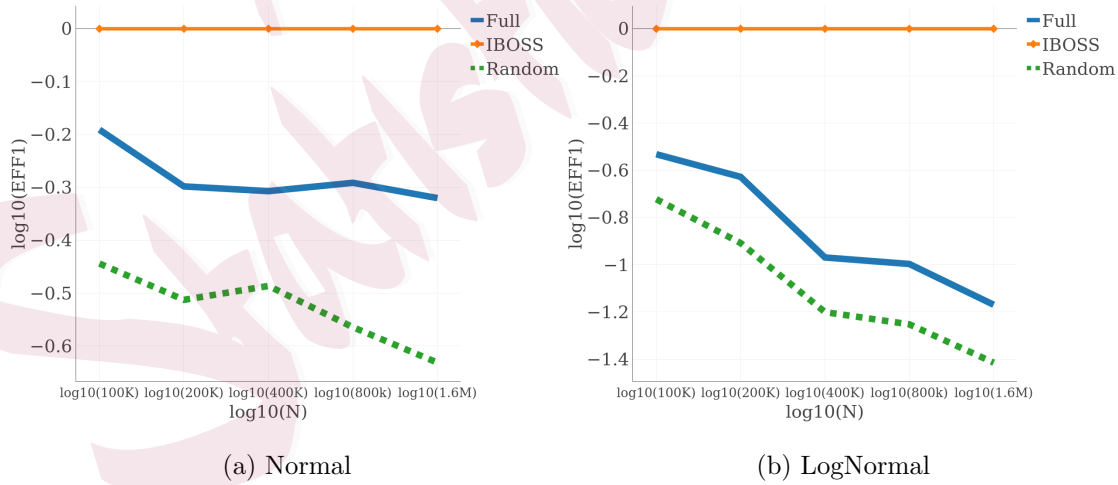 0
−0.1
−0.2
−0.3
−0.4
−0.5
−0.6
log10(EFF1)
log10(100K)
log10(200K)
log10(400K)
log10(800k)
log10(1.6M)
log10(N)
Full
IBOSS
Random
(a) Normal
0
−0.2
−0.4
−0.6
−0.8
−1
−1.2
−1.4
log10(EFF1)
log10(100K)
log10(200K)
log10(400K)
log10(800k)
log10(1.6M)
log10(N)
Full
IBOSS
Random
(b) LogNormal